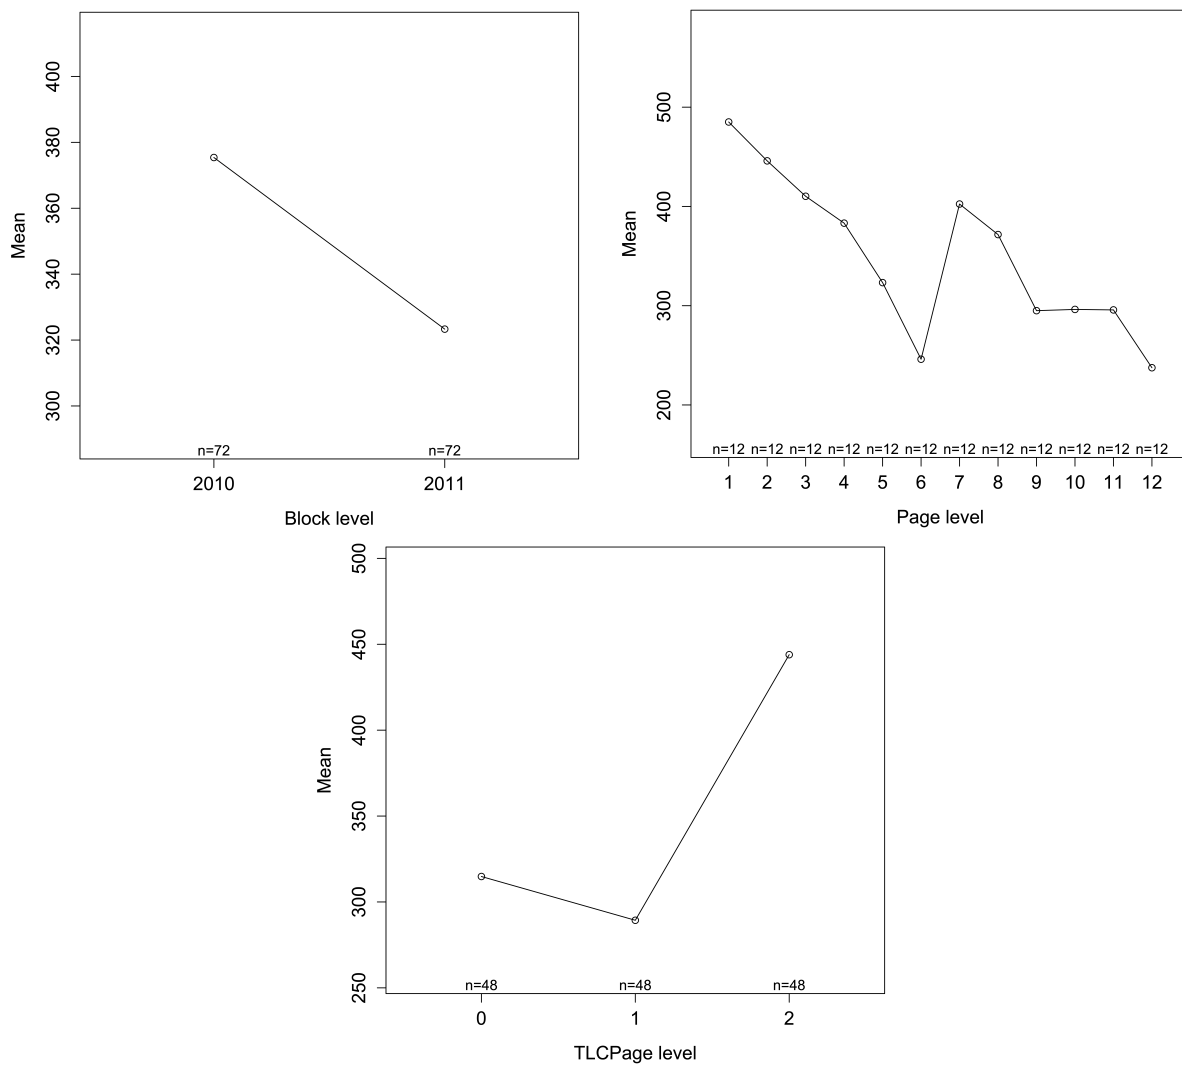 Mean
400
380
360
340
320
300
n=72 n=72
2010 2011
Block level
Mean
500
400
300
200
n=12 n=12 n=12 n=12 n=12 n=12 n=12 n=12 n=12 n=12 n=12 n=12
1 2 3 4 5 6 7 8 9 10 11 12
Page level
Mean
500
450
400
350
300
250
n=48 n=48 n=48
0 1 2
TLCPage level